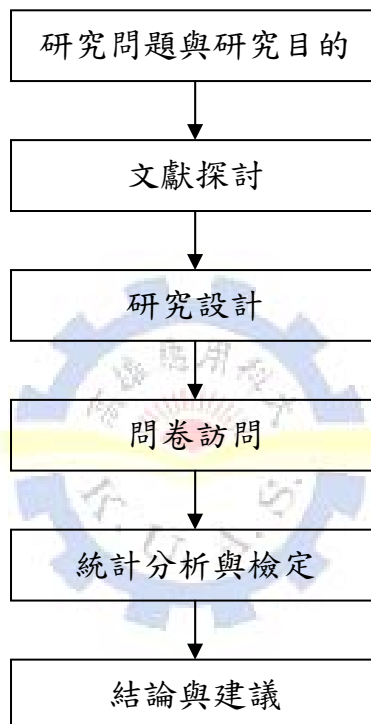 研究問題與研究目的
文獻探討
研究設計
問卷訪問
K.U.A.S.
統計分析與檢定
結論與建議